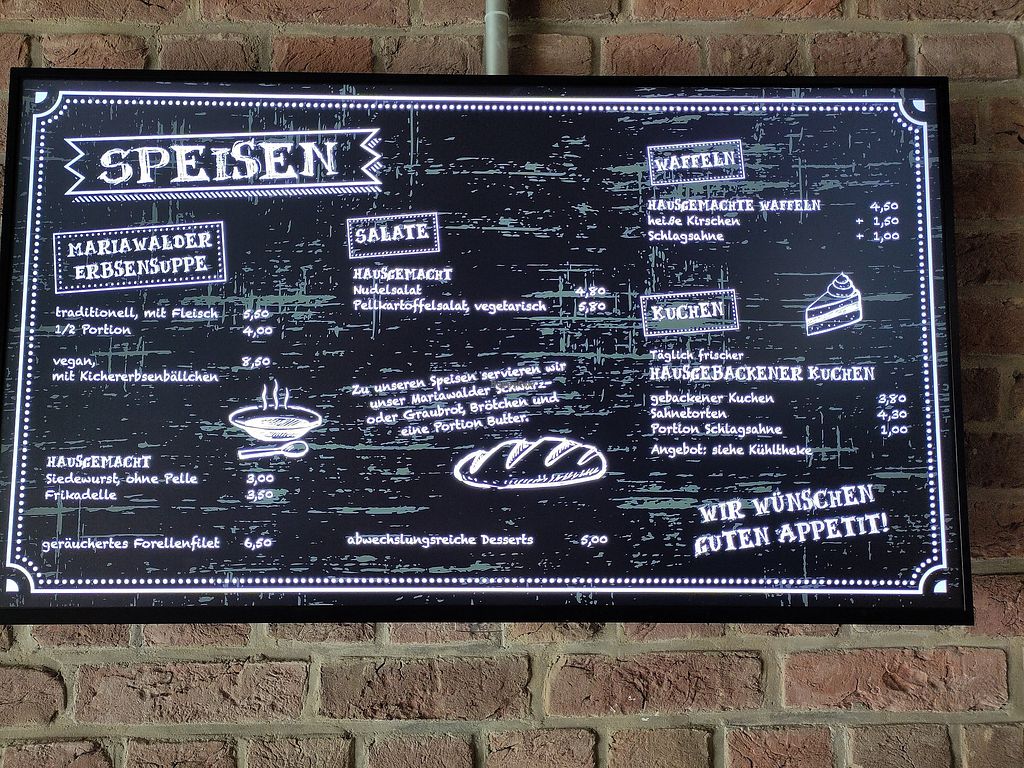 SPEISEN
MARIAWALDER
ERBSENSUPPE
traditionell, mit Fleisch 5,50
1/2 Portion 4,00
vegan,
mit Kichererbsenbällchen 8,50
HAUSGEMACHT
Siedewurst, ohne Pelle 3,00
Frikadelle 3,50
geräuchertes Forellenfilet 6,50
SALATE
HAUSGEMACHT
Nudelsalat 4,80
Pellkartoffelsalat, vegetarisch 5,80
Zu unseren Speisen servieren wir
unser Mariawalder Schwarz-
oder Graubrot, Brötchen und
eine Portion Butter.
abwechslungsreiche Desserts 5,00
WAFFELN
HAUSGEMACHTE WAFFELN 4,50
heiße Kirschen + 1,50
Schlagsahne + 1,00
KUCHEN
Täglich frischer
HAUSGEBACKENER KUCHEN
gebackener Kuchen 3,80
Sahnetorten 4,30
Portion Schlagsahne 1,00
Angebot: siehe Kühltheke
WIR WÜNSCHEN
GUTEN APPETIT!